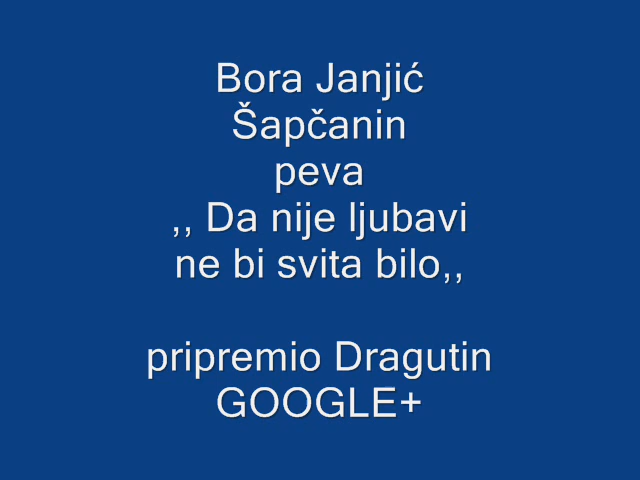 Bora Janjić
Šapčanin
peva
,, Da nije ljubavi
ne bi svita bilo,,
pripremio Dragutin
GOOGLE+